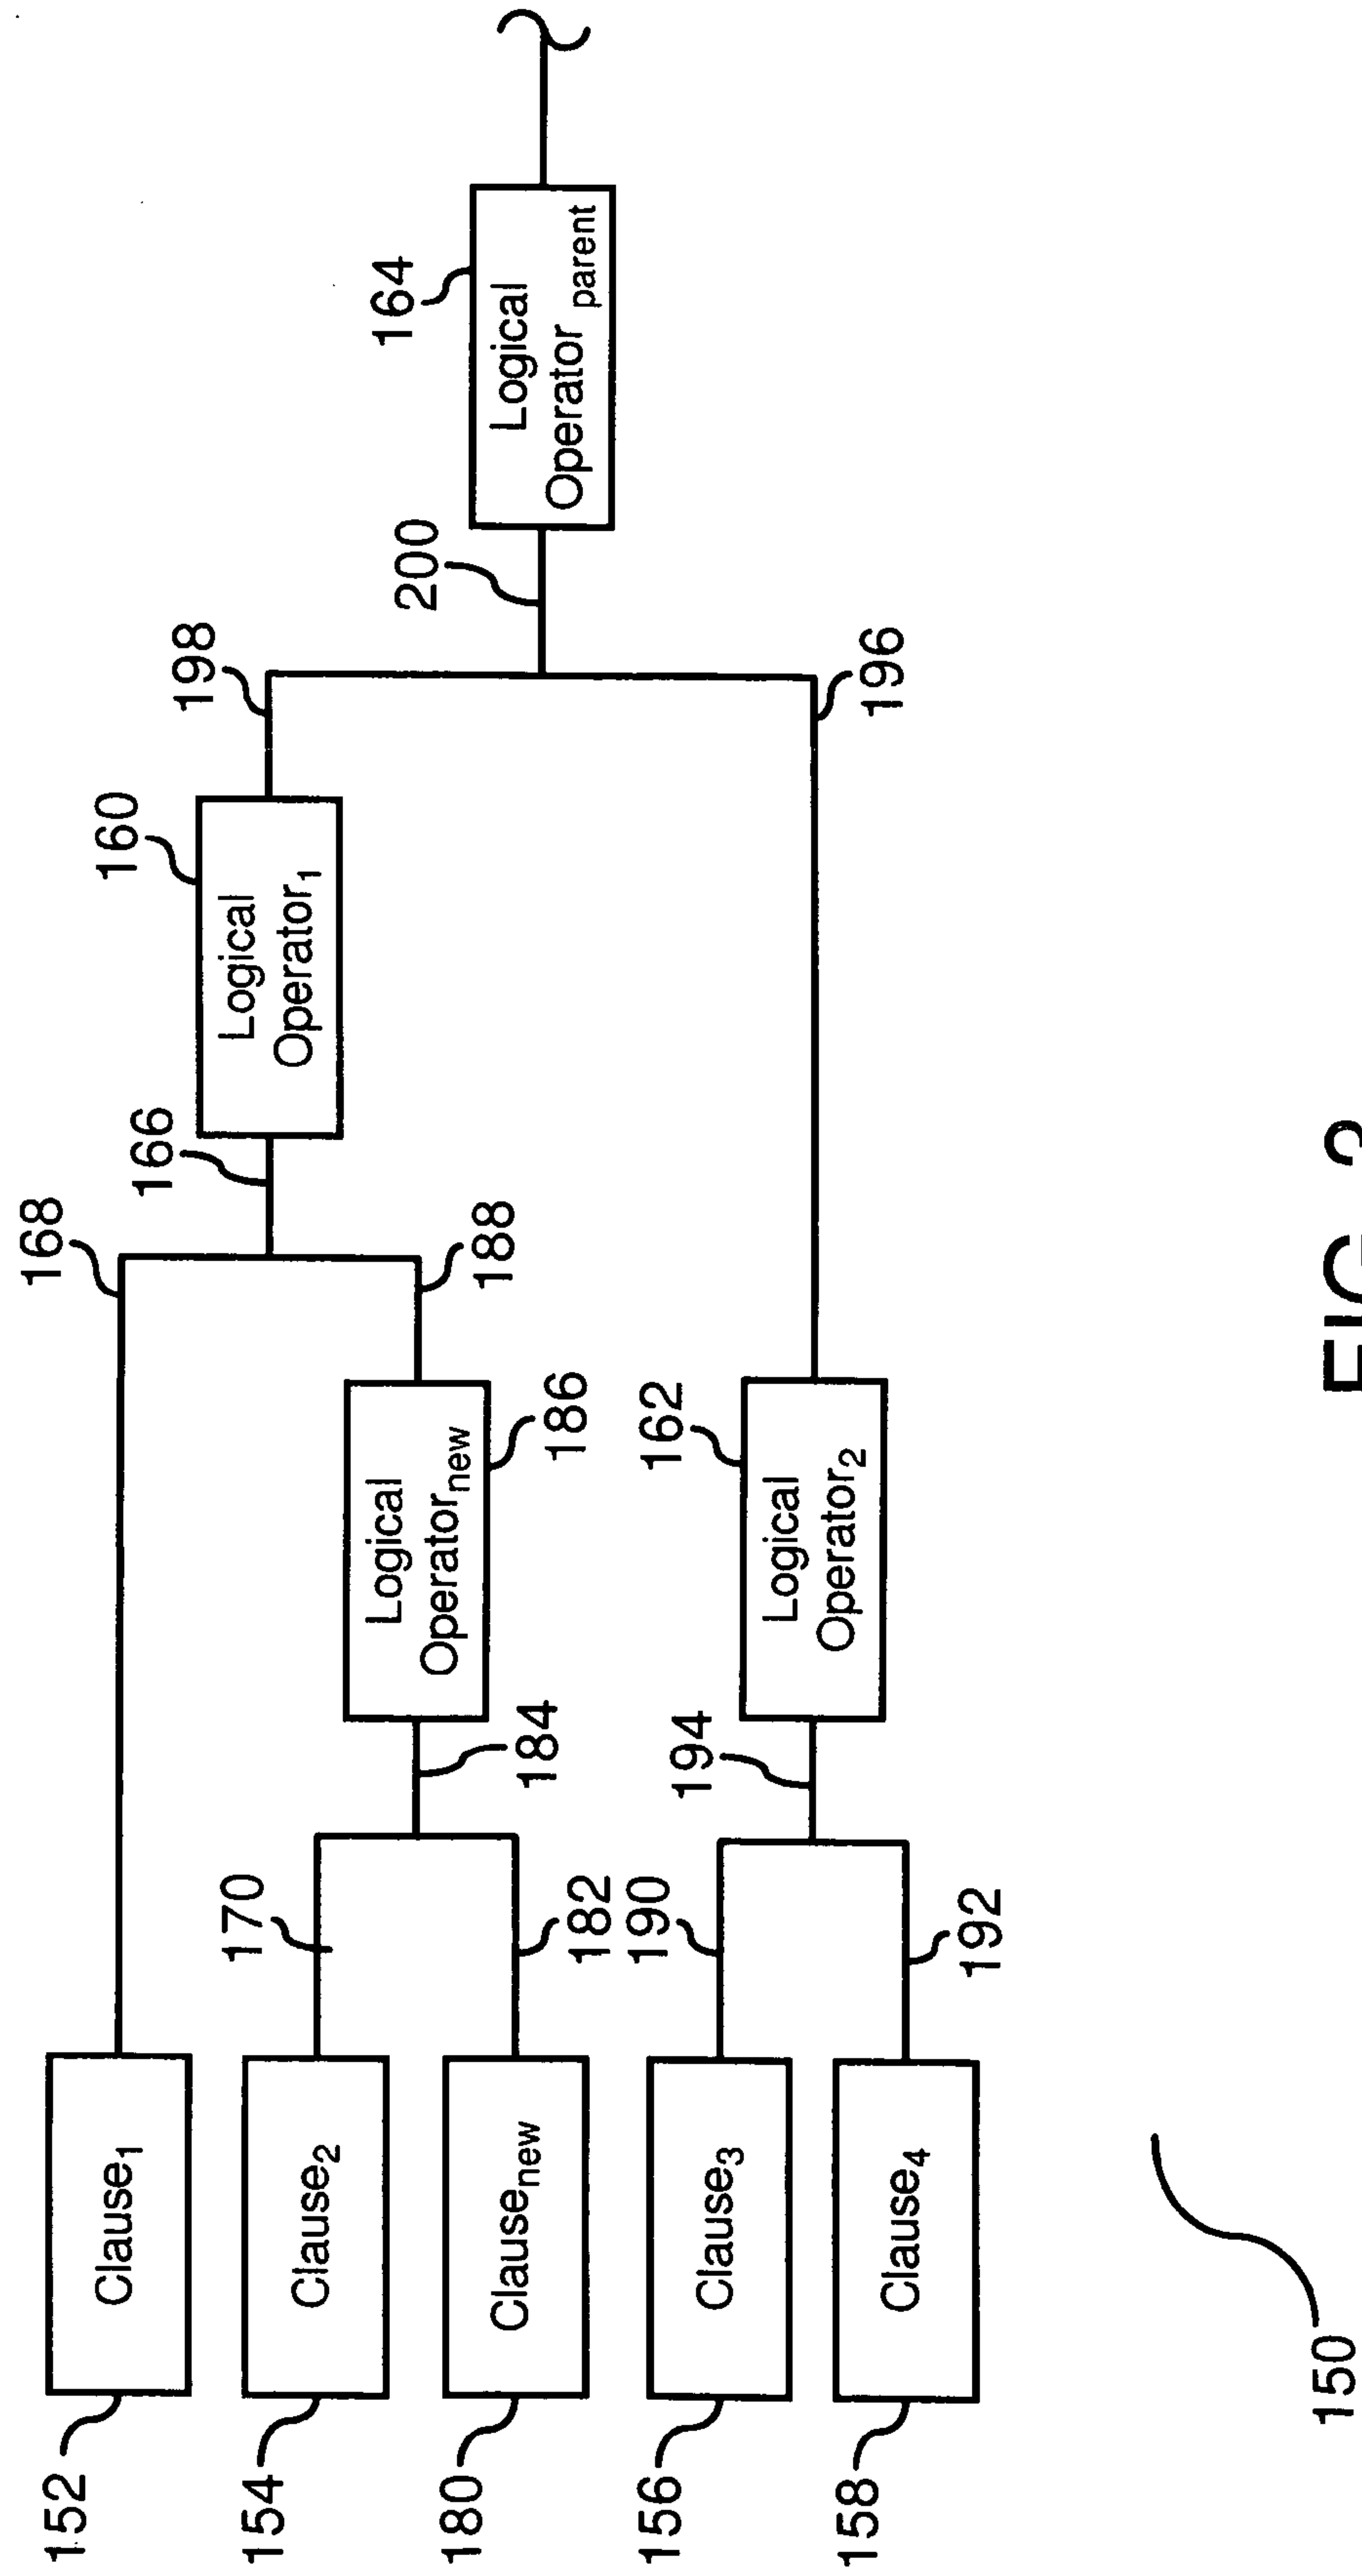 152
Clause1
168
166
160
Logical
Operator1
198
154
Clause2
170
180
Clausenew
182
184
Logical
Operatornew
186
188
200
164
Logical
Operator parent
156
Clause3
190
194
162
Logical
Operator2
196
158
Clause4
192
150
FIG.